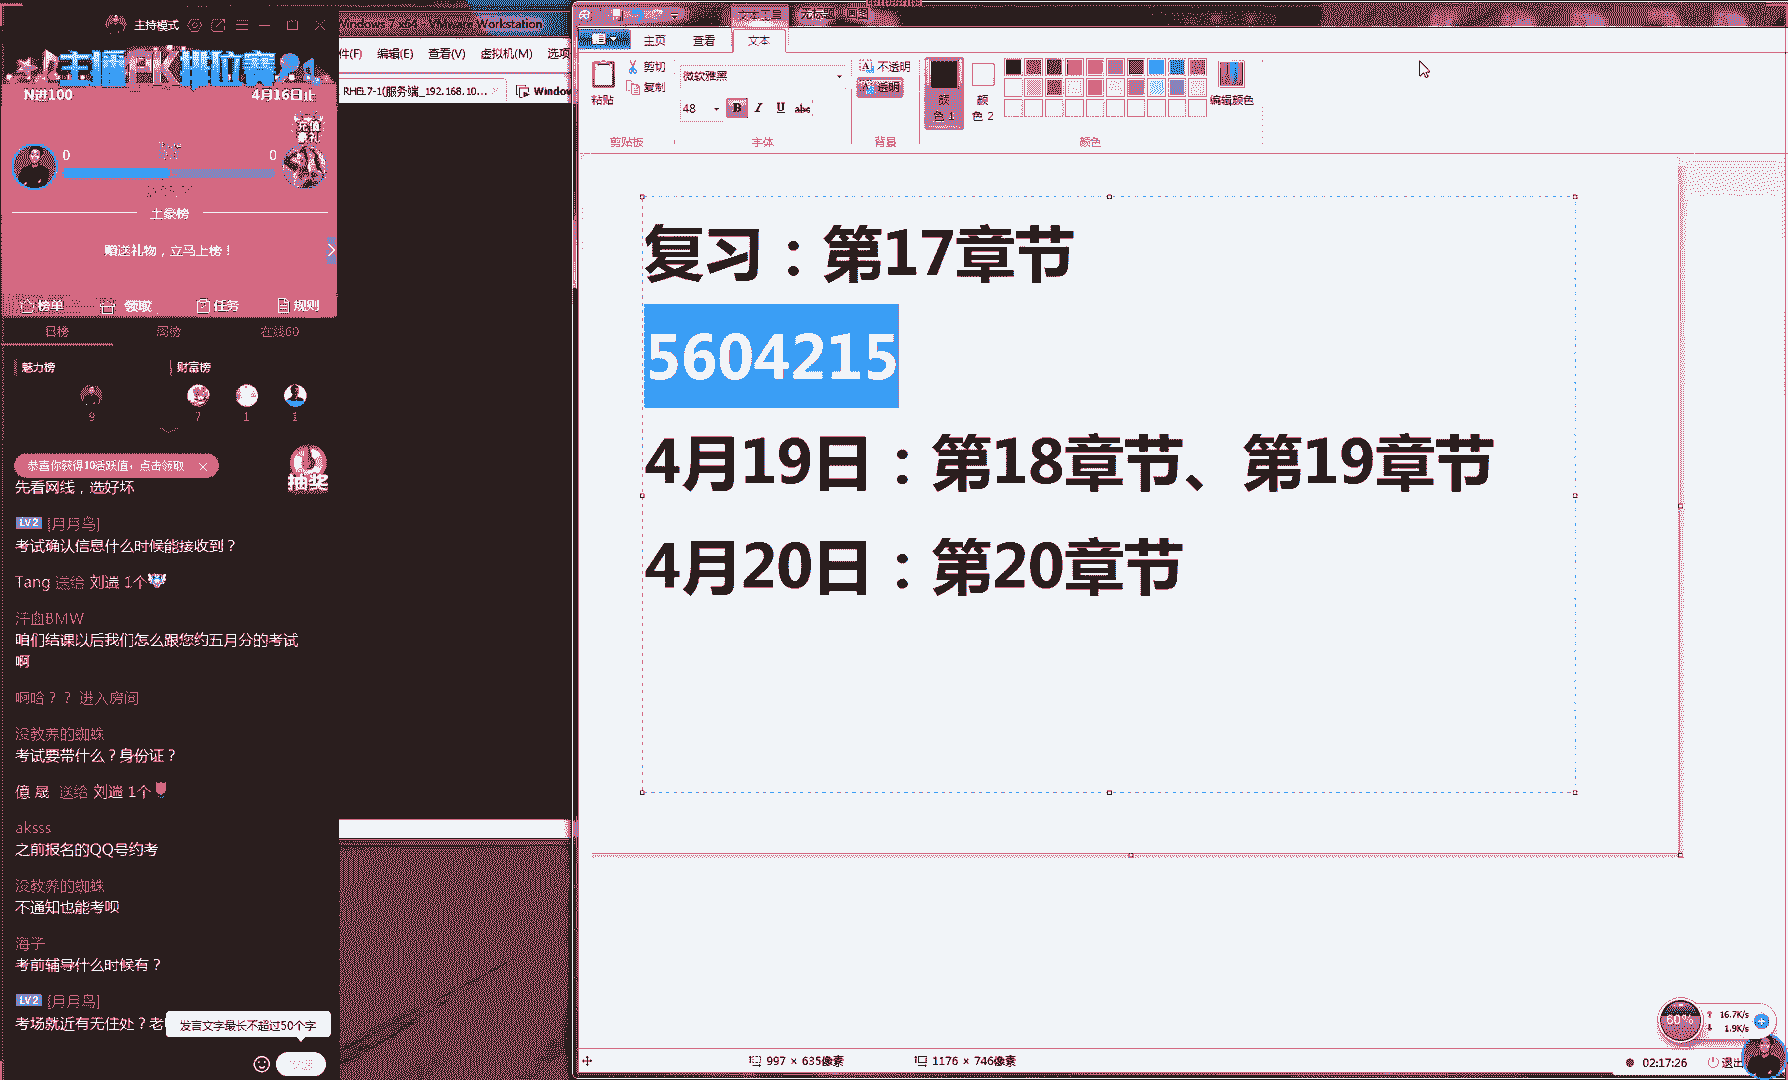 主持模式
主播PK排位赛
N进100
4月16日止
充值
豪礼
0
0
土豪榜
赠送礼物，立马上榜！
榜单
领取
任务
规则
日榜
周榜
在线60
魅力榜
财富榜
9
7
1
1
恭喜你获得10活跃值，点击领取
抽奖
先看网线，选好坏
LV2 [月月鸟]
考试确认信息什么时候能接收到？
Tang 送给 刘遄 1个
汗血BMW
咱们结课以后我们怎么跟您约五月分的考试
啊
啊哈？？ 进入房间
没教养的蜘蛛
考试要带什么？身份证？
億 晟 送给 刘遄 1个
aksss
之前报名的QQ号约考
没教养的蜘蛛
不通知也能考呗
海子
考前辅导什么时候有？
LV2 [月月鸟]
考场就近有无住处？老
发言文字最长不超过50个字
Windows 7 x64 - VMware Workstation
件(F) 编辑(E) 查看(V) 虚拟机(M) 选项
RHEL7-1(服务端_192.168.10...
Window
文本工具
无标题 - 画图
主页
查看
文本
粘贴
剪切
复制
剪贴板
微软雅黑
48
B I U abc
字体
不透明
透明
背景
颜
色 1
颜
色 2
编辑颜色
颜色
复习：第17章节
5604215
4月19日：第18章节、第19章节
4月20日：第20章节
60%
16.7K/s
1.9K/s
997 × 635像素
1176 × 746像素
02:17:26
退出